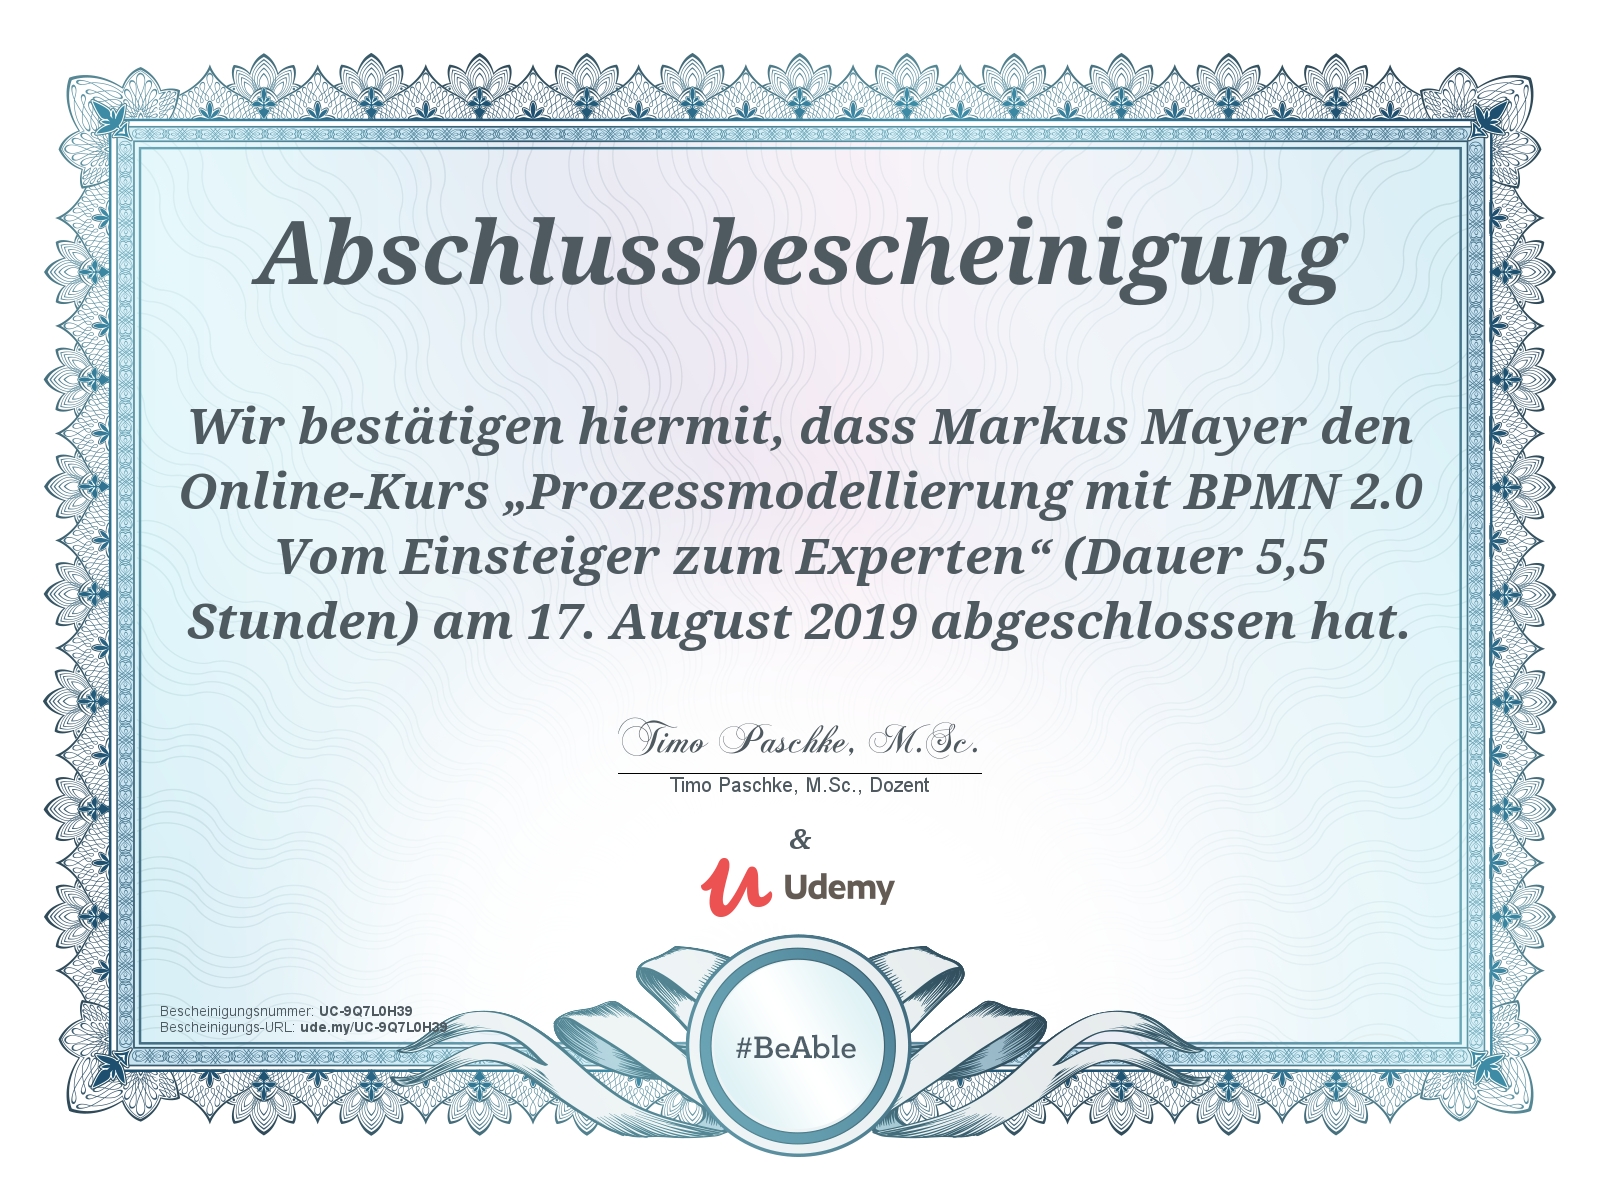 Abschlussbescheinigung
Wir bestätigen hiermit, dass Markus Mayer den
Online-Kurs „Prozessmodellierung mit BPMN 2.0
Vom Einsteiger zum Experten“ (Dauer 5,5
Stunden) am 17. August 2019 abgeschlossen hat.
Timo Paschke, M.Sc.
Timo Paschke, M.Sc., Dozent
&
Udemy
Bescheinigungsnummer: UC-9Q7L0H39
Bescheinigungs-URL: ude.my/UC-9Q7L0H39
#BeAble